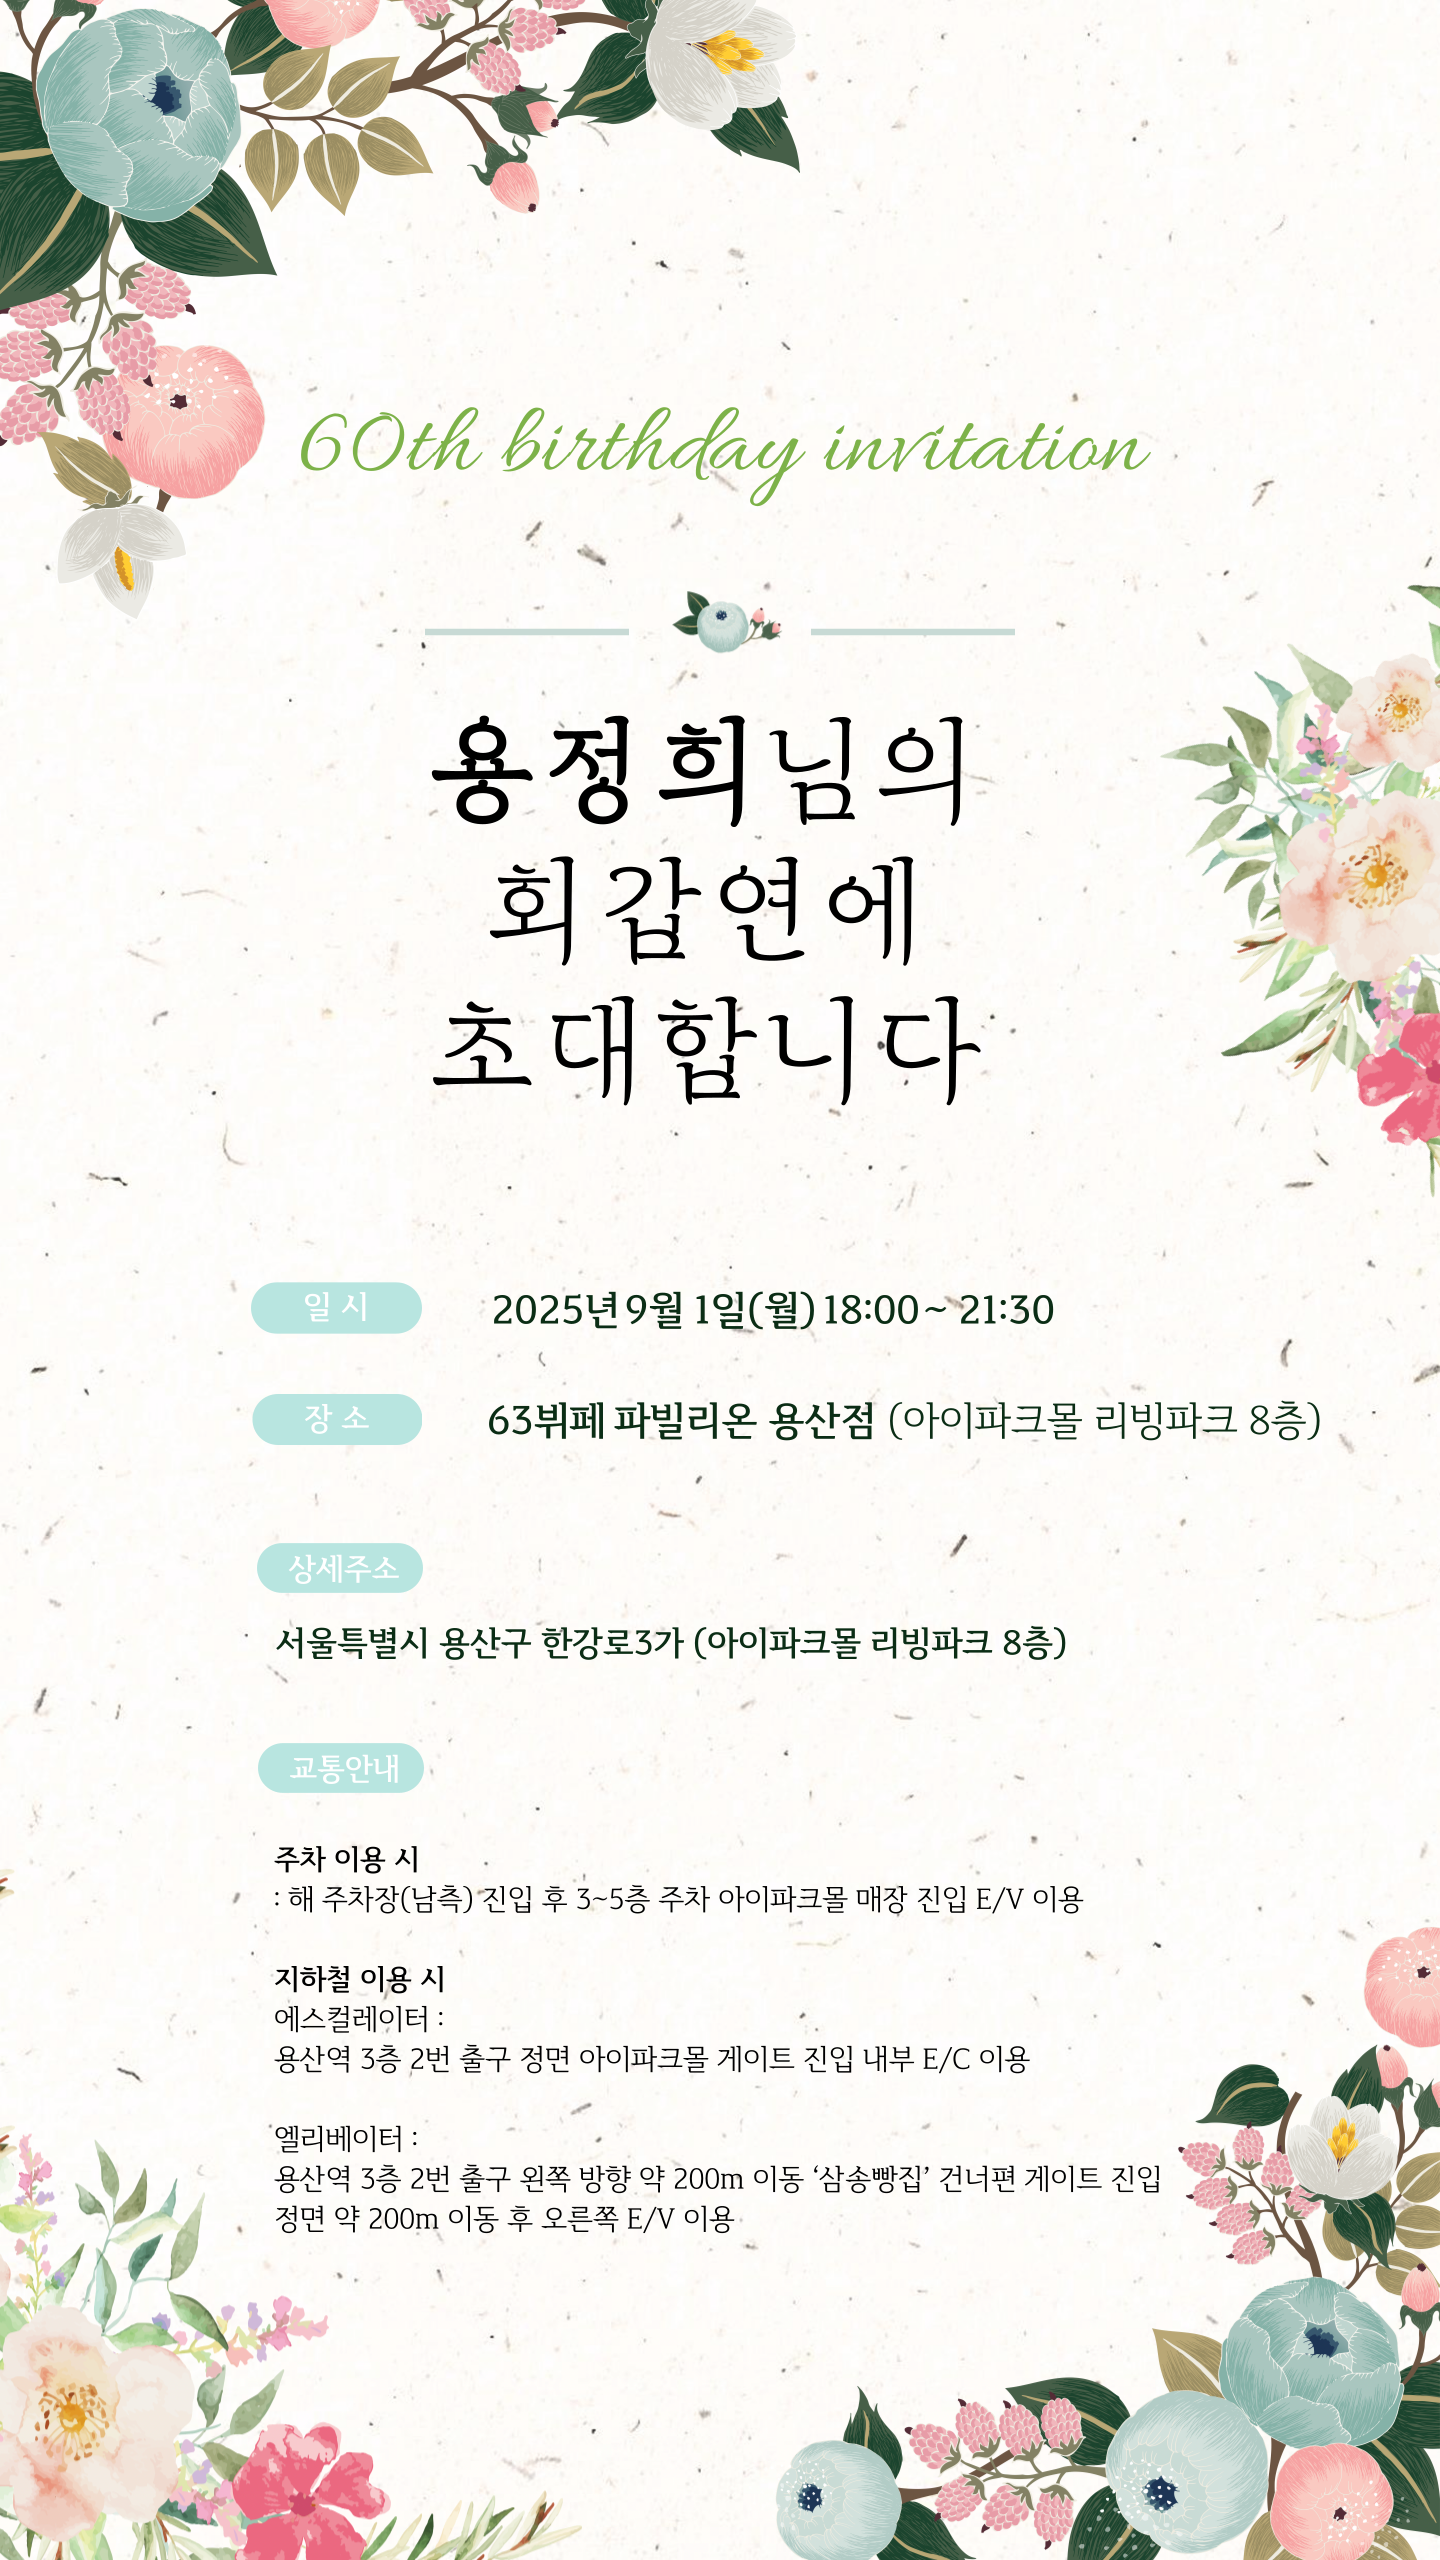 60th birthday invitation
용정희님의
회갑연에
초대합니다
일 시
2025년 9월 1일(월) 18:00 ~ 21:30
장 소
63뷔페 파빌리온 용산점 (아이파크몰 리빙파크 8층)
상세주소
서울특별시 용산구 한강로3가 (아이파크몰 리빙파크 8층)
교통안내
주차 이용 시
: 해 주차장(남측) 진입 후 3~5층 주차 아이파크몰 매장 진입 E/V 이용
지하철 이용 시
에스컬레이터 :
용산역 3층 2번 출구 정면 아이파크몰 게이트 진입 내부 E/C 이용
엘리베이터 :
용산역 3층 2번 출구 왼쪽 방향 약 200m 이동 ‘삼송빵집’ 건너편 게이트 진입
정면 약 200m 이동 후 오른쪽 E/V 이용